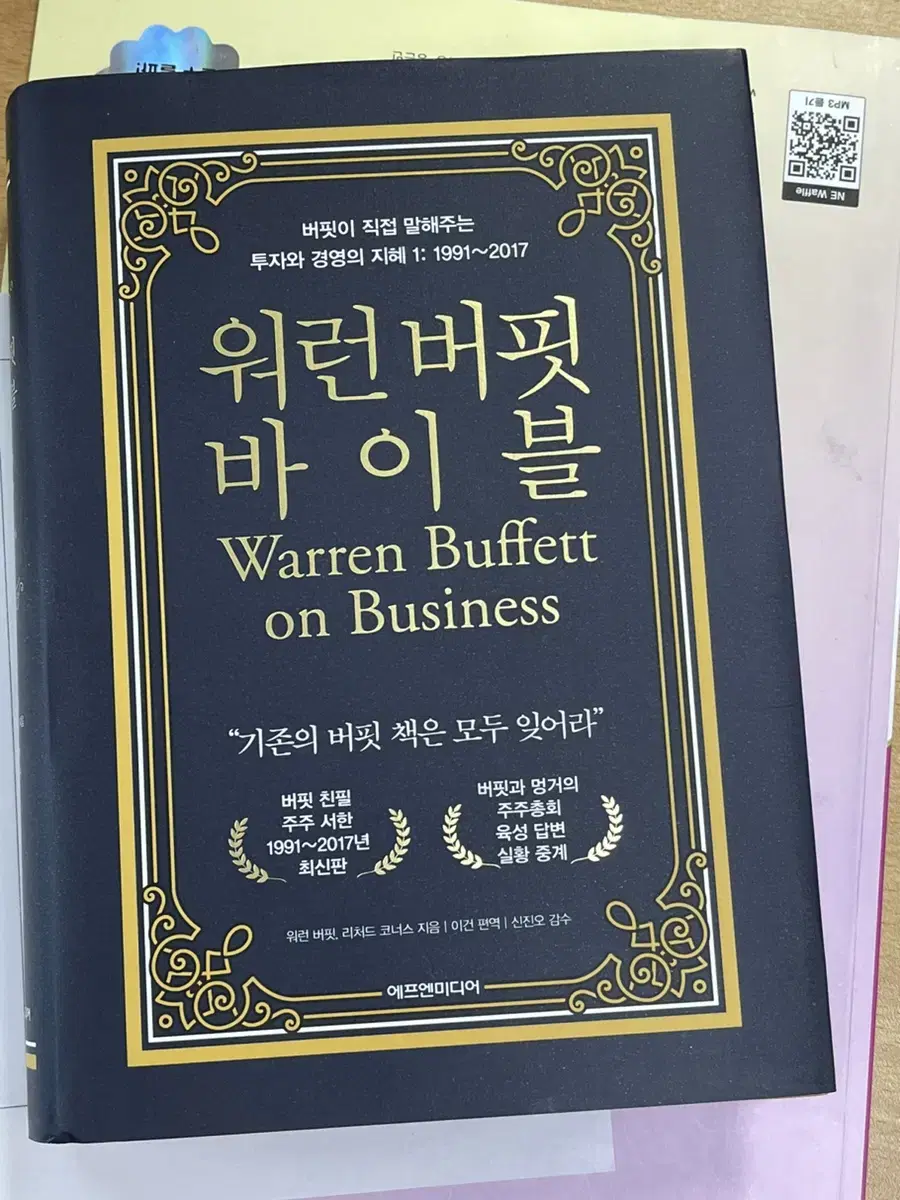 버핏이 직접 말해주는
투자와 경영의 지혜 1: 1991~2017
워런 버핏
바이블
Warren Buffett
on Business
“기존의 버핏 책은 모두 잊어라”
버핏 친필
주주 서한
1991~2017년
최신판
버핏과 멍거의
주주총회
육성 답변
실황 중계
워런 버핏, 리처드 코너스 지음 | 이건 편역 | 신진오 감수
에프엔미디어
MP3 듣기
NE Waffle